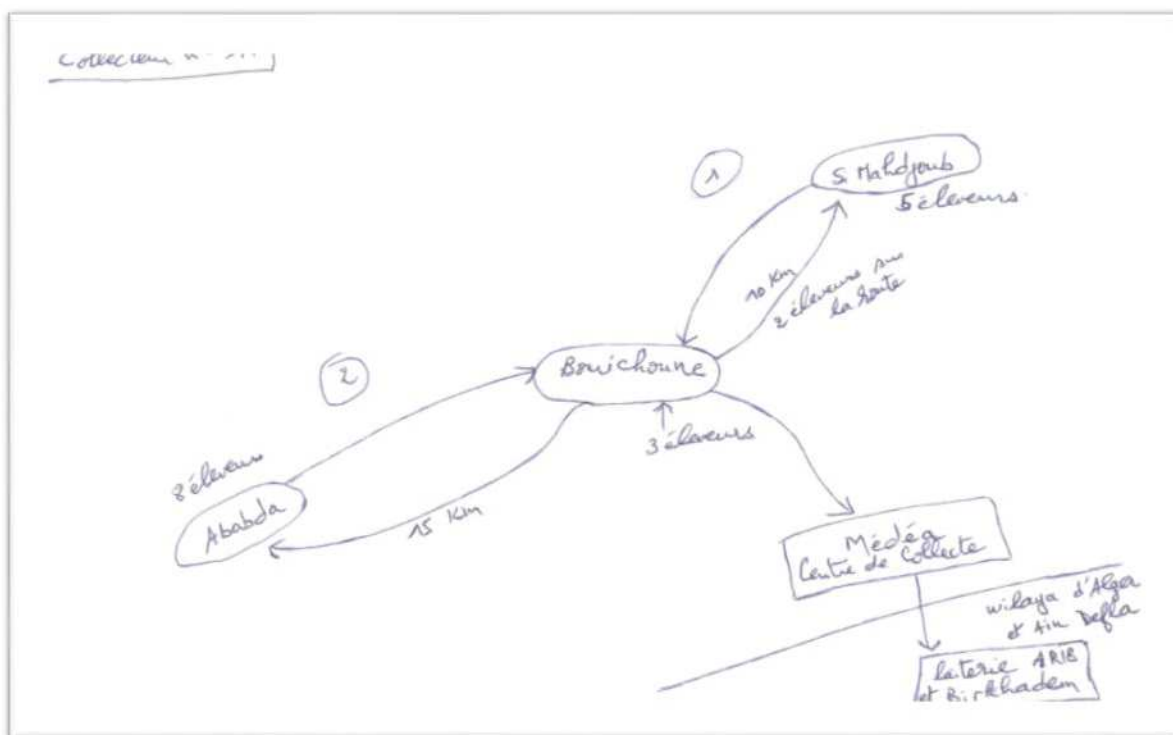 Collecteur n°
1
S. Mahdjoub
5 éleveurs.
10 Km
2 éleveurs sur
la route
2
Bouichoune
3 éleveurs
8 éleveurs
Ababda
15 Km
Médéa
Centre de Collecte
wilaya d'Alger
et Ain Defla
laiterie ARIB
et Birkhadem